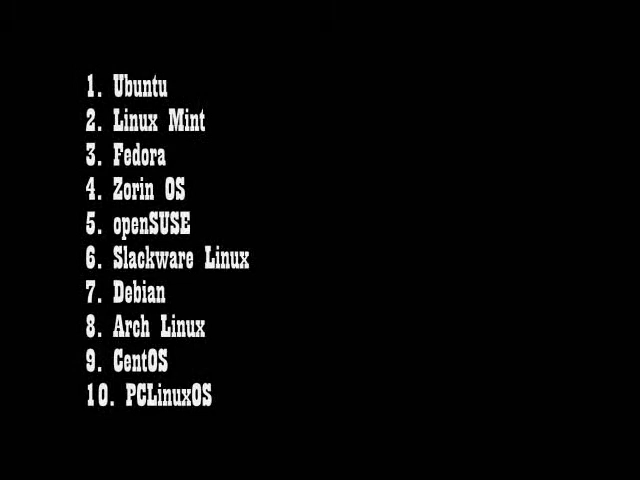 1. Ubuntu
2. Linux Mint
3. Fedora
4. Zorin OS
5. openSUSE
6. Slackware Linux
7. Debian
8. Arch Linux
9. CentOS
10. PCLinuxOS